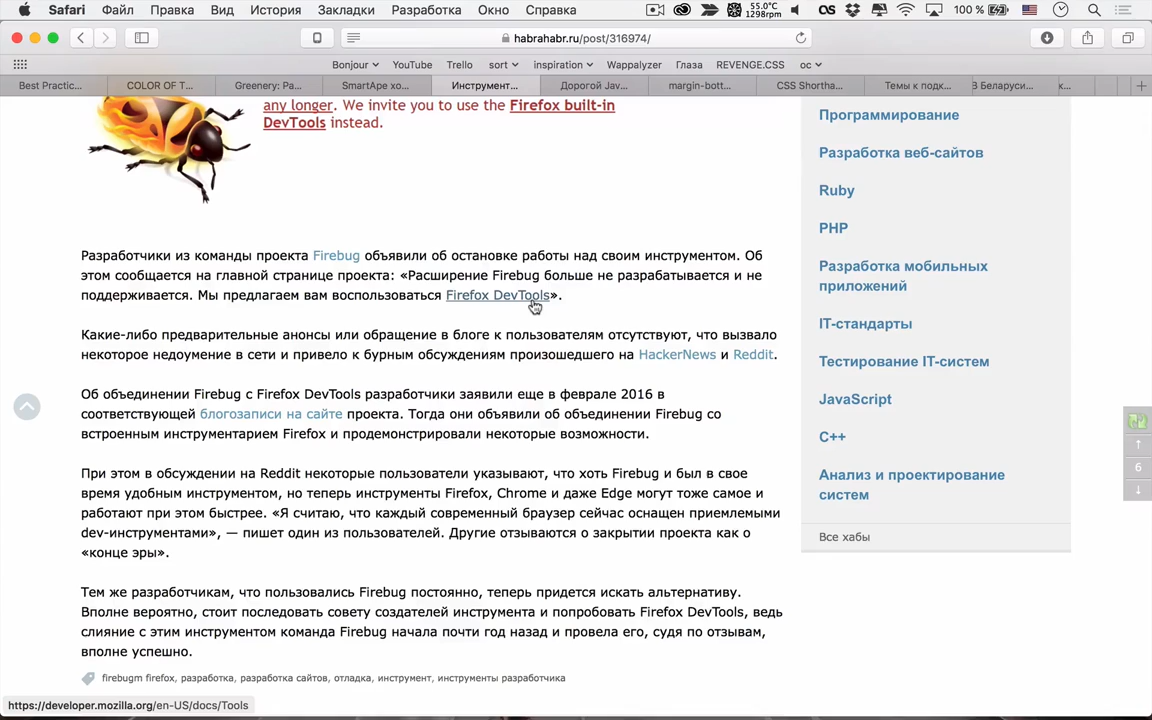 Safari Файл Правка Вид История Закладки Разработка Окно Справка 55.0°C 1298rpm 100 %
habrahabr.ru/post/316974/
Bonjour YouTube Trello sort inspiration Wappalyzer Глаза REVENGE.CSS ос
Best Practic... COLOR OF T... Greenery: Pa... SmartApe хо... Инструмент... Дорогой Jav... margin-bott... CSS Shortha... Темы к подк... В Беларуси... к...
any longer. We invite you to use the Firefox built-in
DevTools instead.
Разработчики из команды проекта Firebug объявили об остановке работы над своим инструментом. Об
этом сообщается на главной странице проекта: «Расширение Firebug больше не разрабатывается и не
поддерживается. Мы предлагаем вам воспользоваться Firefox DevTools».
Какие-либо предварительные анонсы или обращение в блоге к пользователям отсутствуют, что вызвало
некоторое недоумение в сети и привело к бурным обсуждениям произошедшего на HackerNews и Reddit.
Об объединении Firebug с Firefox DevTools разработчики заявили еще в феврале 2016 в
соответствующей блогозаписи на сайте проекта. Тогда они объявили об объединении Firebug со
встроенным инструментарием Firefox и продемонстрировали некоторые возможности.
При этом в обсуждении на Reddit некоторые пользователи указывают, что хоть Firebug и был в свое
время удобным инструментом, но теперь инструменты Firefox, Chrome и даже Edge могут тоже самое и
работают при этом быстрее. «Я считаю, что каждый современный браузер сейчас оснащен приемлемыми
dev-инструментами», — пишет один из пользователей. Другие отзываются о закрытии проекта как о
«конце эры».
Тем же разработчикам, что пользовались Firebug постоянно, теперь придется искать альтернативу.
Вполне вероятно, стоит последовать совету создателей инструмента и попробовать Firefox DevTools, ведь
слияние с этим инструментом команда Firebug начала почти год назад и провела его, судя по отзывам,
вполне успешно.
firebugm firefox, разработка, разработка сайтов, отладка, инструмент, инструменты разработчика
Программирование
Разработка веб-сайтов
Ruby
PHP
Разработка мобильных
приложений
IT-стандарты
Тестирование IT-систем
JavaScript
C++
Анализ и проектирование
систем
Все хабы
6
https://developer.mozilla.org/en-US/docs/Tools